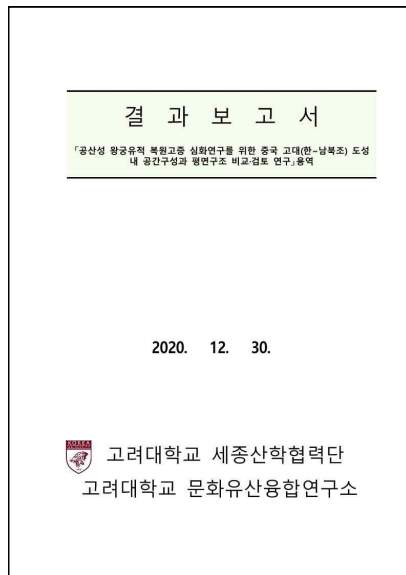 결 과 보 고 서
「공산성 왕궁유적 복원고증 심화연구를 위한 중국 고대(한~남북조) 도성
내 공간구성과 평면구조 비교·검토 연구」용역
2020. 12. 30.
KOREA
고려대학교 세종산학협력단
고려대학교 문화유산융합연구소